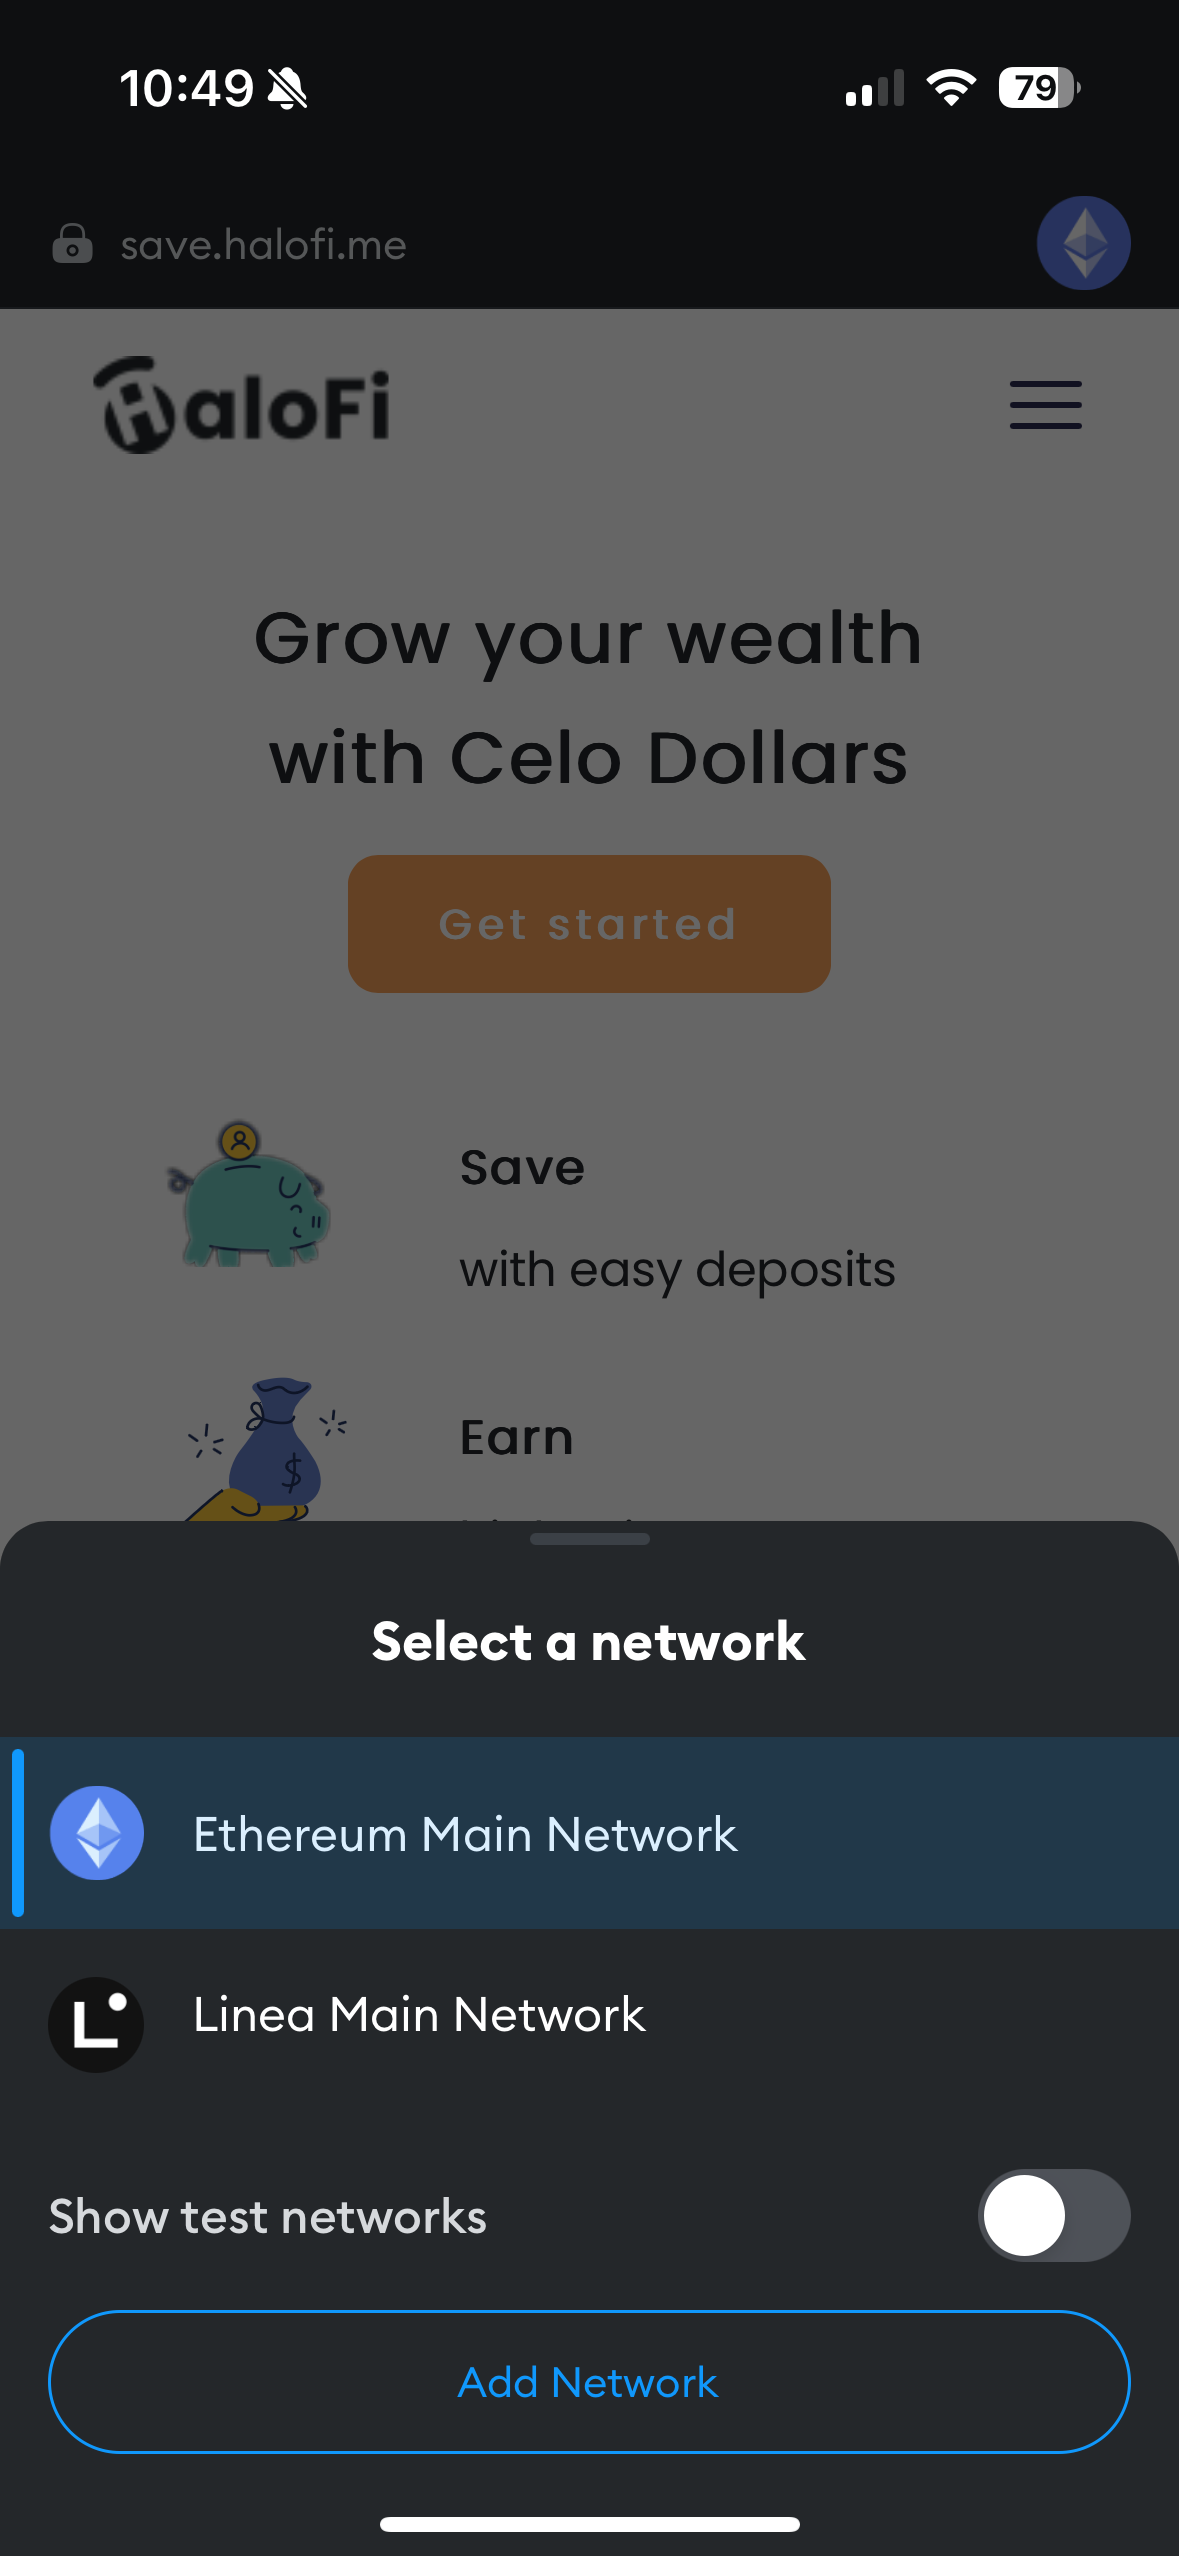 10:49
79
save.halofi.me
HaloFi
Grow your wealth
with Celo Dollars
Get started
Save
with easy deposits
Earn
Select a network
Ethereum Main Network
Linea Main Network
Show test networks
Add Network